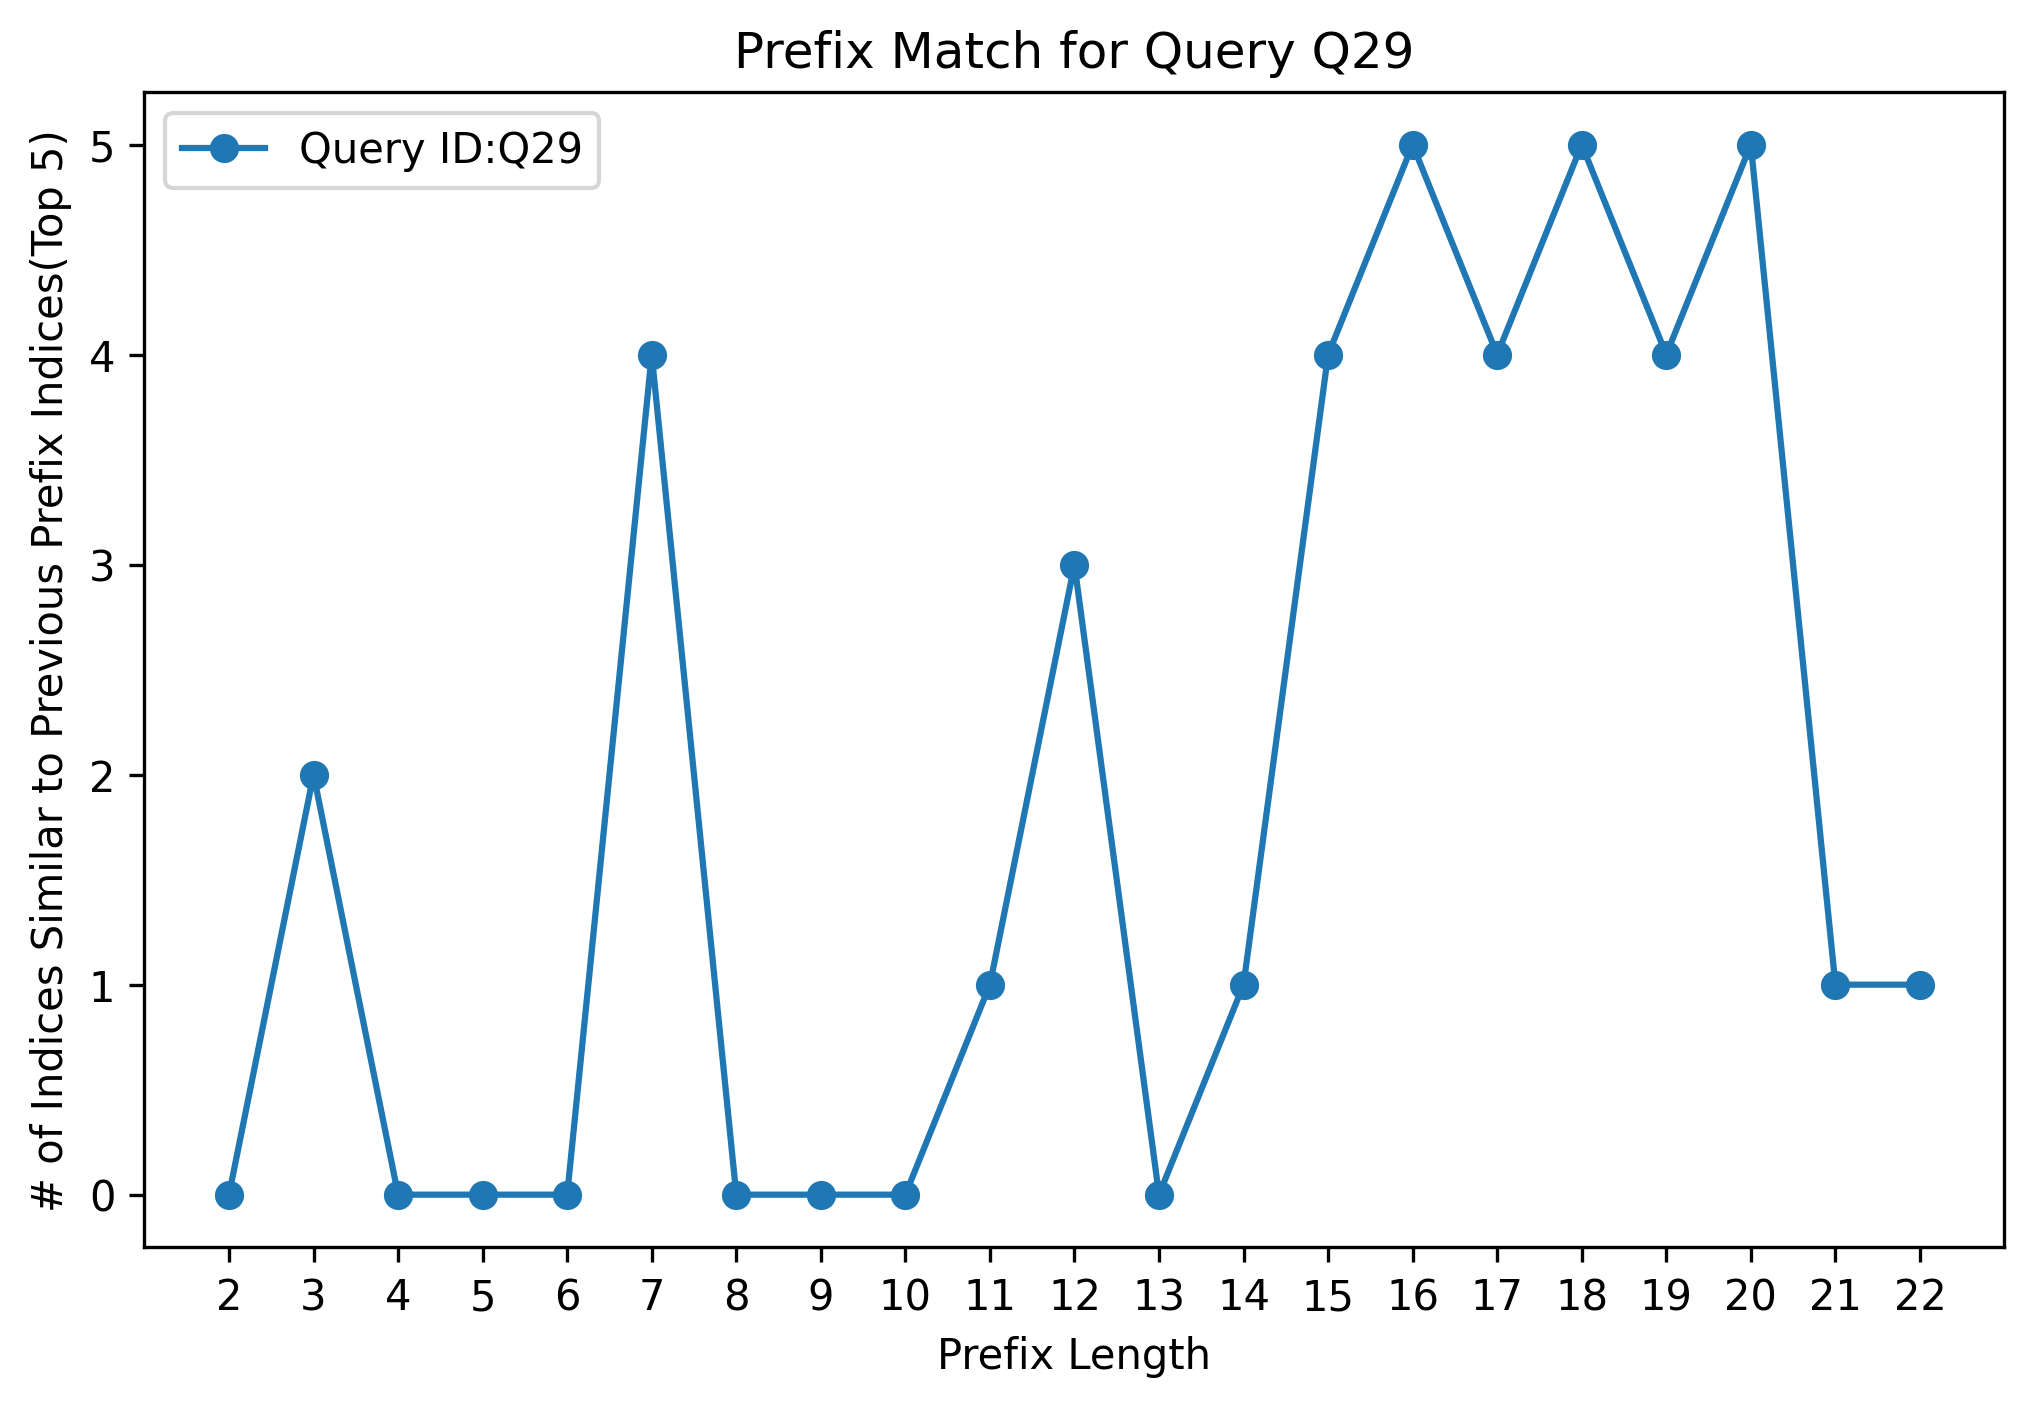 Prefix Match for Query Q29
Query ID:Q29
# of Indices Similar to Previous Prefix Indices(Top 5)
5
4
3
2
1
0
2 3 4 5 6 7 8 9 10 11 12 13 14 15 16 17 18 19 20 21 22
Prefix Length